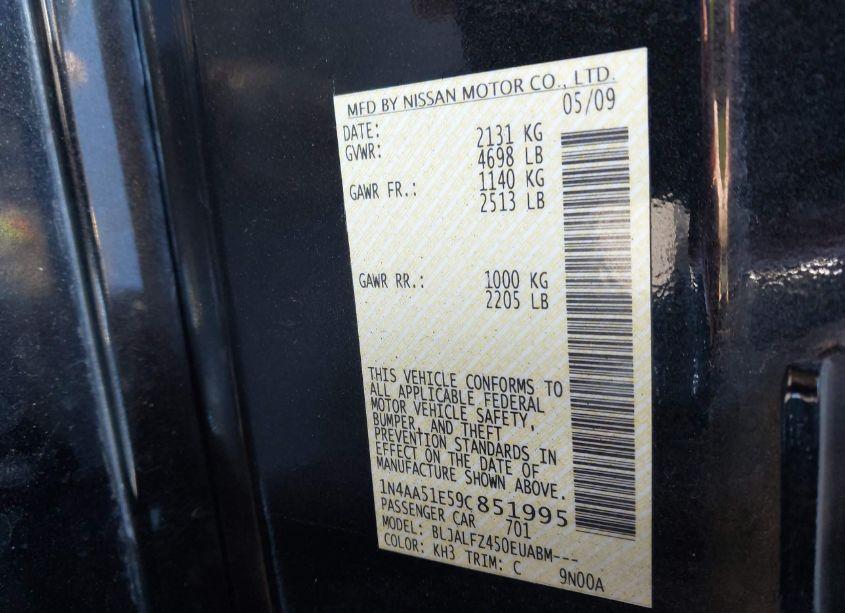 MFD BY NISSAN MOTOR CO., LTD.
DATE: 05/09
GVWR: 2131 KG
4698 LB
GAWR FR.: 1140 KG
2513 LB
GAWR RR.: 1000 KG
2205 LB
THIS VEHICLE CONFORMS TO
ALL APPLICABLE FEDERAL
MOTOR VEHICLE SAFETY,
BUMPER, AND THEFT
PREVENTION STANDARDS IN
EFFECT ON THE DATE OF
MANUFACTURE SHOWN ABOVE.
1N4AA51E59C851995
PASSENGER CAR 701
MODEL: BLJALFZ450EUABM---
COLOR: KH3 TRIM: C 9N00A